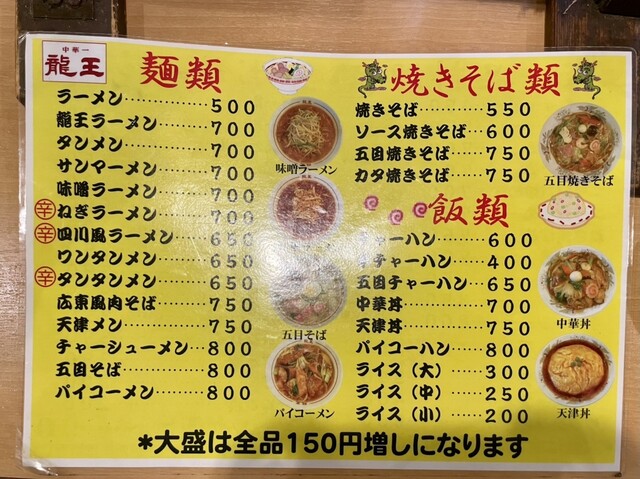 中華一
龍王
麺類
ラーメン…………500
龍王ラーメン……700
タンメン…………700
サンマーメン……700
味噌ラーメン……700
辛 ねぎラーメン……700
辛 四川風ラーメン…650
ワンタンメン……650
辛 タンタンメン……650
広東風肉そば……750
天津メン…………750
チャーシューメン…800
五目そば…………800
パイコーメン……800
味噌ラーメン
五目そば
パイコーメン
焼きそば類
焼きそば…………550
ソース焼きそば…600
五目焼きそば……750
カタ焼きそば……750
五目焼きそば
飯類
チャーハン………600
チャーハン……400
五目チャーハン…650
中華丼……………700
天津丼……………750
パイコーハン……800
ライス（大）……300
ライス（中）……250
ライス（小）……200
中華丼
天津丼
*大盛は全品150円増しになります